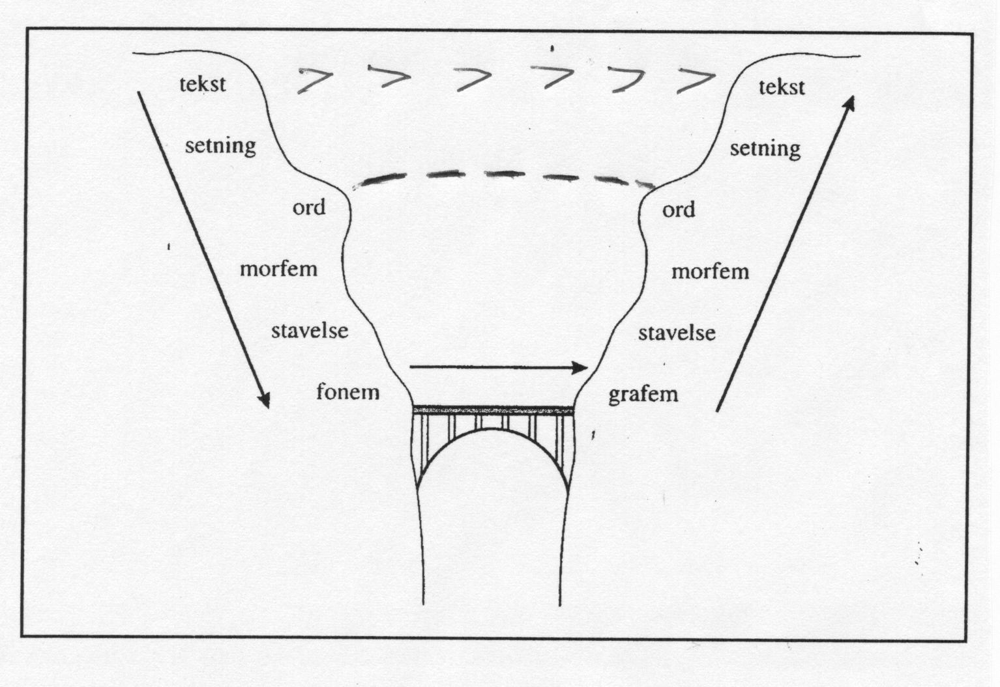 tekst tekst
setning setning
ord ord
morfem morfem
stavelse stavelse
fonem grafem